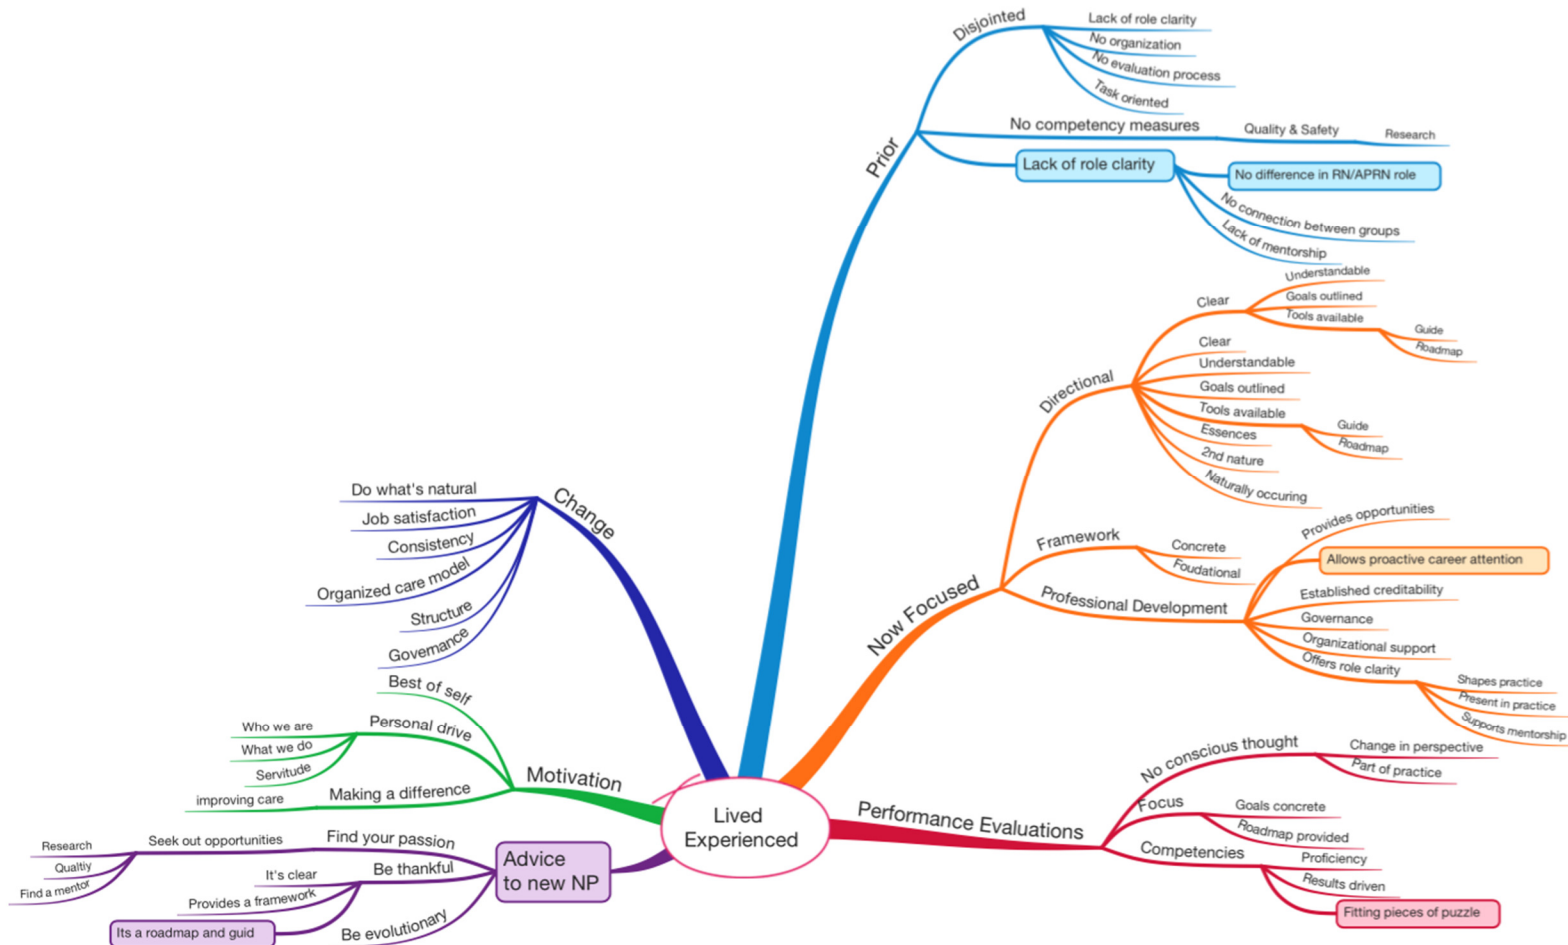 Disjointed
Lack of role clarity
No organization
No evaluation process
Task oriented
Prior
No competency measures
Quality & Safety
Research
Lack of role clarity
No difference in RN/APRN role
No connection between groups
Lack of mentorship
Directional
Clear
Understandable
Goals outlined
Tools available
Guide
Roadmap
Clear
Understandable
Goals outlined
Tools available
Guide
Roadmap
Essences
2nd nature
Naturally occuring
Now Focused
Framework
Concrete
Foudational
Professional Development
Provides opportunities
Allows proactive career attention
Established creditability
Governance
Organizational support
Offers role clarity
Shapes practice
Present in practice
Supports mentorship
Performance Evaluations
No conscious thought
Change in perspective
Part of practice
Focus
Goals concrete
Roadmap provided
Competencies
Proficiency
Results driven
Fitting pieces of puzzle
Lived
Experienced
Change
Do what's natural
Job satisfaction
Consistency
Organized care model
Structure
Governance
Motivation
Best of self
Personal drive
Who we are
What we do
Servitude
Making a difference
improving care
Advice
to new NP
Find your passion
Seek out opportunities
Research
Qualtiy
Find a mentor
Be thankful
It's clear
Provides a framework
Its a roadmap and guid
Be evolutionary